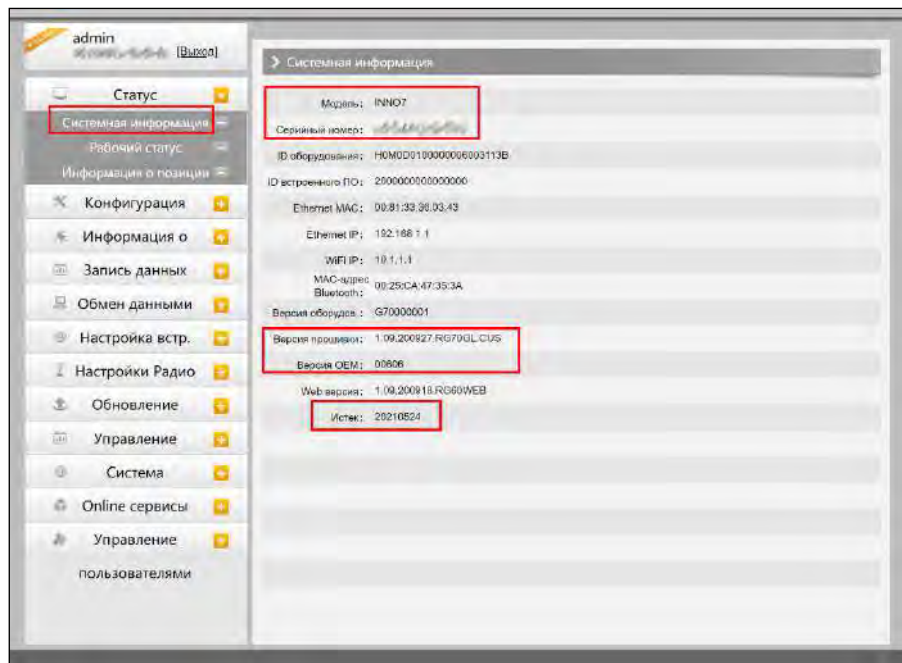 admin
[Выход]
Статус
Системная информация
Рабочий статус
Информация о позиции
Конфигурация
Информация о
Запись данных
Обмен данными
Настройка встр.
Настройки Радио
Обновление
Управление
Система
Online сервисы
Управление
пользователями
Системная информация
Модель: INNO7
Серийный номер:
ID оборудования: H0M0D0100000006003113B
ID встроенного ПО: 2000000000000000
Ethernet MAC: 00:81:33:30:03:43
Ethernet IP: 192.168.1.1
WiFi IP: 10.1.1.1
MAC-адрес
Bluetooth: 00:25:CA:47:35:3A
Версия оборудов.: G70000001
Версия прошивки: 1.09.200927.RG70GL.CUS
Версия OEM: 00606
Web версия: 1.09.200918.RG60WEB
Истек: 20210524